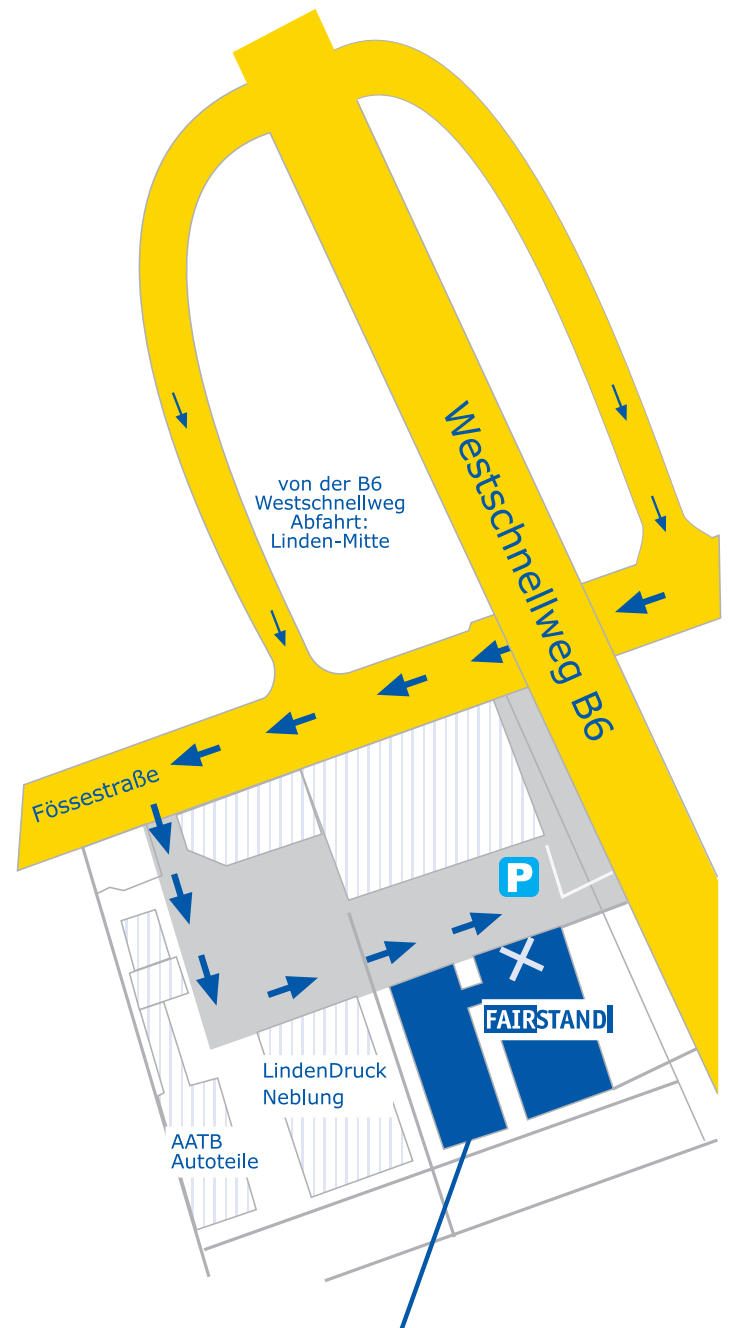 Westschnellweg B6
von der B6
Westschnellweg
Abfahrt:
Linden-Mitte
Fössestraße
P
FAIRSTAND
LindenDruck
Neblung
AATB
Autoteile